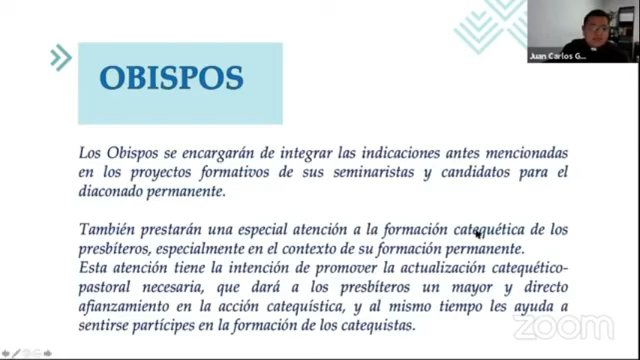 Juan Carlos G...
OBISPOS
Los Obispos se encargarán de integrar las indicaciones antes mencionadas
en los proyectos formativos de sus seminaristas y candidatos para el
diaconado permanente.
También prestarán una especial atención a la formación catequética de los
presbíteros, especialmente en el contexto de su formación permanente.
Esta atención tiene la intención de promover la actualización catequético-
pastoral necesaria, que dará a los presbíteros un mayor y directo
afianzamiento en la acción catequística, y al mismo tiempo les ayuda a
sentirse partícipes en la formación de los catequistas.
zoom